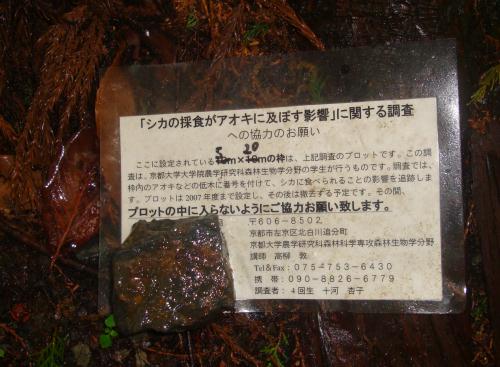 「シカの採食がアオキに及ぼす影響」に関する調査
への協力のお願い
5 20
ここに設定されている10m×10mの枠は、上記調査のプロットです。この調
査は、京都大学大学院農学研究科森林生物学分野の学生が行うものです。調査では、
枠内のアオキなどの低木に番号を付けて、シカに食べられることの影響を追跡しま
す。プロットは2007年度まで設定し、その後は撤去する予定です。その間、
プロットの中に入らないようにご協力お願い致します。
〒606-8502
京都市左京区北白川追分町
京都大学農学研究科森林科学専攻森林生物学分野
講師 高柳 敦
Tel&Fax:075-753-6430
携 帯:090-8826-6779
調査者:4回生 十河 杏子